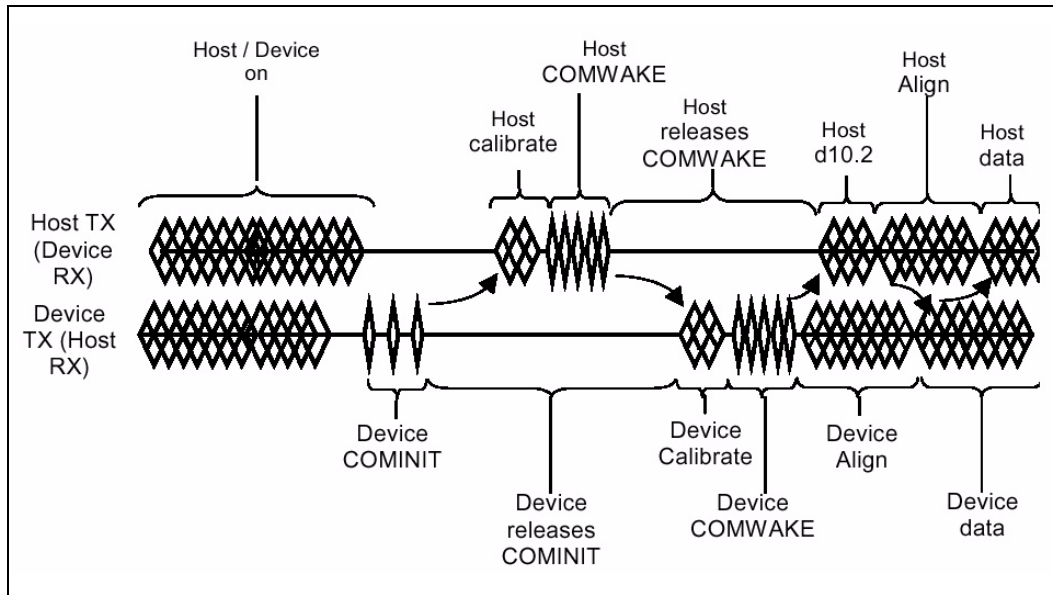 Host / Device
on
Host
COMWAKE
Host
calibrate
Host
releases
COMWAKE
Host
d10.2
Host
Align
Host
data
Host TX
(Device
RX)
Device
TX (Host
RX)
Device
COMINIT
Device
releases
COMINIT
Device
Calibrate
Device
COMWAKE
Device
Align
Device
data